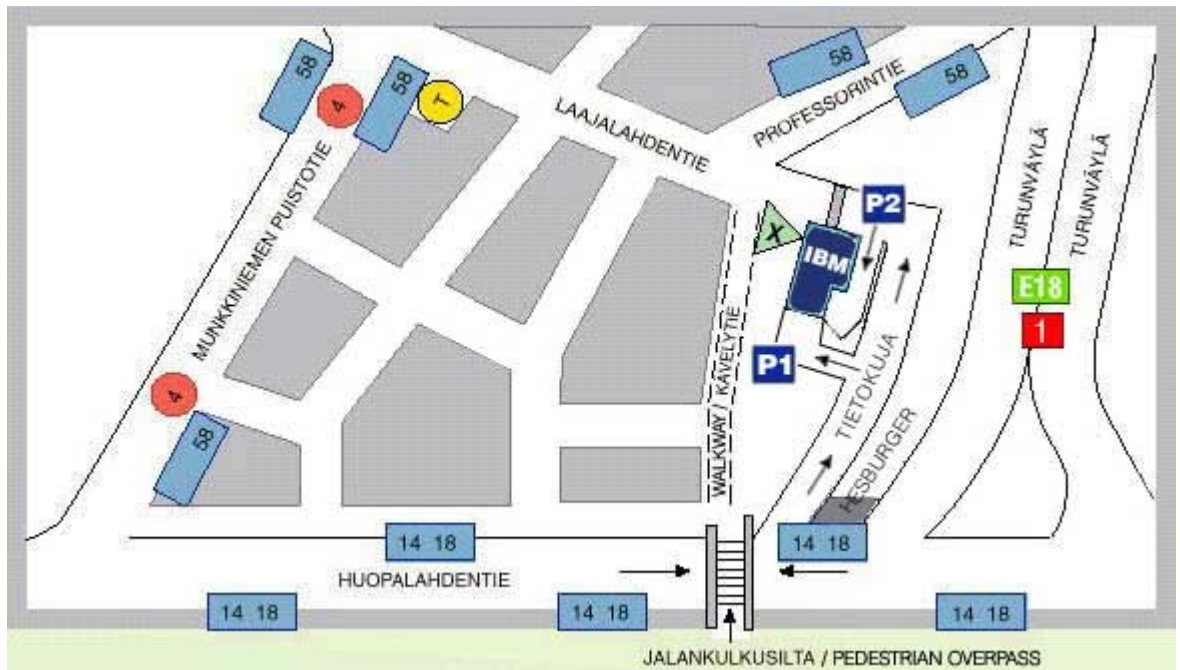 58
4
58
T
LAAJALAHDENTIE
58
PROFESSORINTIE
58
MUNKKINIEMEN PUISTOTIE
P2
X
IBM
TURUNVÄYLÄ
TURUNVÄYLÄ
E18
1
P1
WALKWAY / KÄVELYTIE
TIETOKUJA
HESBURGER
4
58
14 18
14 18
HUOPALAHDENTIE
14 18
14 18
14 18
JALANKULKUSILTA / PEDESTRIAN OVERPASS